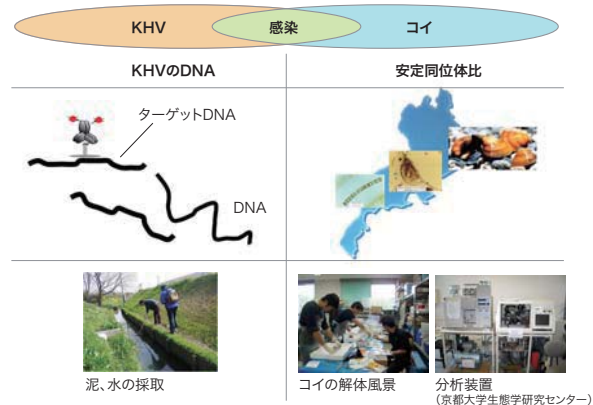 KHV
感染
コイ
KHVのDNA
安定同位体比
ターゲットDNA
DNA
泥、水の採取
コイの解体風景
分析装置
(京都大学生態学研究センター)